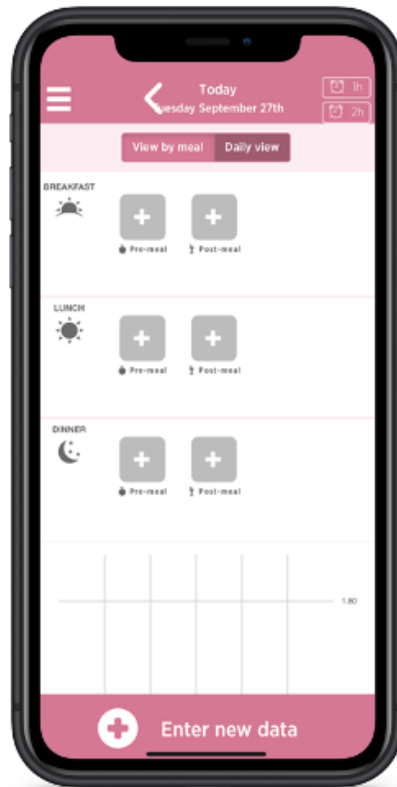 Today
uesday September 27th
1h
2h
View by meal Daily view
BREAKFAST
Pre-meal Post-meal
LUNCH
Pre-meal Post-meal
DINNER
Pre-meal Post-meal
1.80
Enter new data